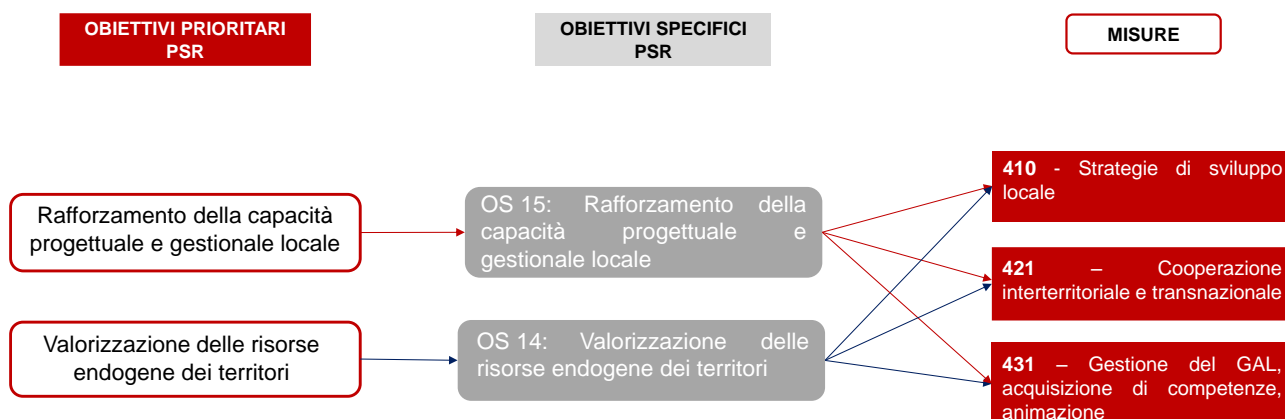 OBIETTIVI PRIORITARI
PSR
OBIETTIVI SPECIFICI
PSR
MISURE
Rafforzamento della capacità
progettuale e gestionale locale
OS 15: Rafforzamento della
capacità progettuale e
gestionale locale
410 - Strategie di sviluppo
locale
421 – Cooperazione
interterritoriale e transnazionale
Valorizzazione delle risorse
endogene dei territori
OS 14: Valorizzazione delle
risorse endogene dei territori
431 – Gestione del GAL,
acquisizione di competenze,
animazione